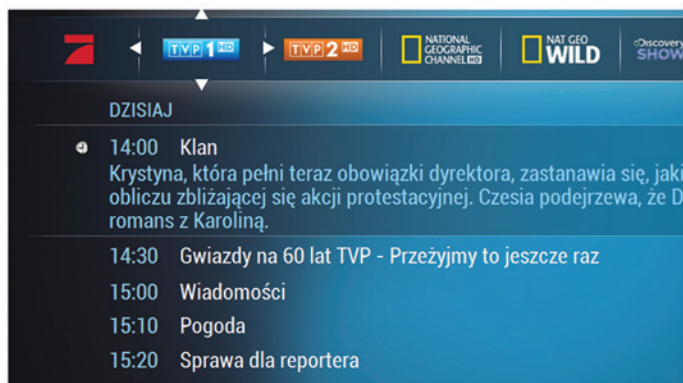 TVP 1 HD TVP 2 HD NATIONAL GEOGRAPHIC CHANNEL HD NAT GEO WILD Discovery SHOW
DZISIAJ
14:00 Klan
Krystyna, która pełni teraz obowiązki dyrektora, zastanawia się, jaki
obliczu zbliżającej się akcji protestacyjnej. Czesia podejrzewa, że D
romans z Karoliną.
14:30 Gwiazdy na 60 lat TVP - Przeżyjmy to jeszcze raz
15:00 Wiadomości
15:10 Pogoda
15:20 Sprawa dla reportera